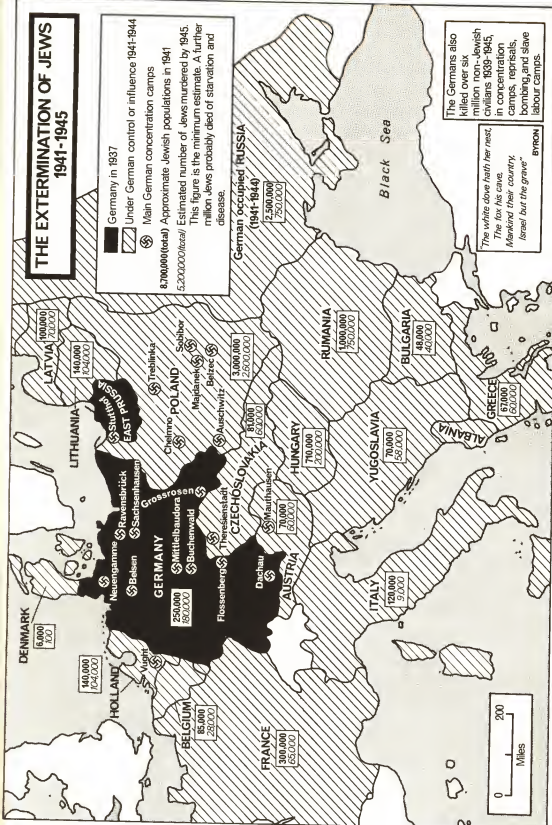 THE EXTERMINATION OF JEWS
1941-1945
Germany in 1937
Under German control or influence 1941-1944
Main German concentration camps
8,700,000(total) Approximate Jewish populations in 1941
5,200,000(total) Estimated number of Jews murdered by 1945.
This figure is the minimum estimate. A further
million Jews probably died of starvation and
disease.
The Germans also
killed over six
million non-Jewish
civilians 1939-1945,
in concentration
camps, reprisals,
bombing, and slave
labour camps.
The white dove hath her nest,
The fox his cave,
Mankind their country,
Israel but the grave"
BYRON
German occupied RUSSIA
(1941-1944)
2,500,000
750,000
Black Sea
DENMARK
6,000
100
LATVIA
100,000
70,000
LITHUANIA
140,000
104,000
EAST PRUSSIA
Stutthof
HOLLAND
140,000
104,000
Vught
BELGIUM
85,000
28,000
GERMANY
250,000
180,000
Neuengamme
Ravensbrück
Belsen
Sachsenhausen
Mittlelbaudora
Buchenwald
Grossrosen
Flossenberg
Dachau
POLAND
Treblinka
Chelmno
Sobibor
Majdanek
Belzec
Auschwitz
3,000,000
2,600,000
Theresienstadt
CZECHOSLOVAKIA
81,000
60,000
Mauthausen
AUSTRIA
70,000
60,000
HUNGARY
710,000
200,000
RUMANIA
1,000,000
750,000
FRANCE
300,000
65,000
ITALY
120,000
9,000
YUGOSLAVIA
70,000
58,000
BULGARIA
48,000
40,000
ALBANIA
GREECE
67,000
60,000
0 200
Miles